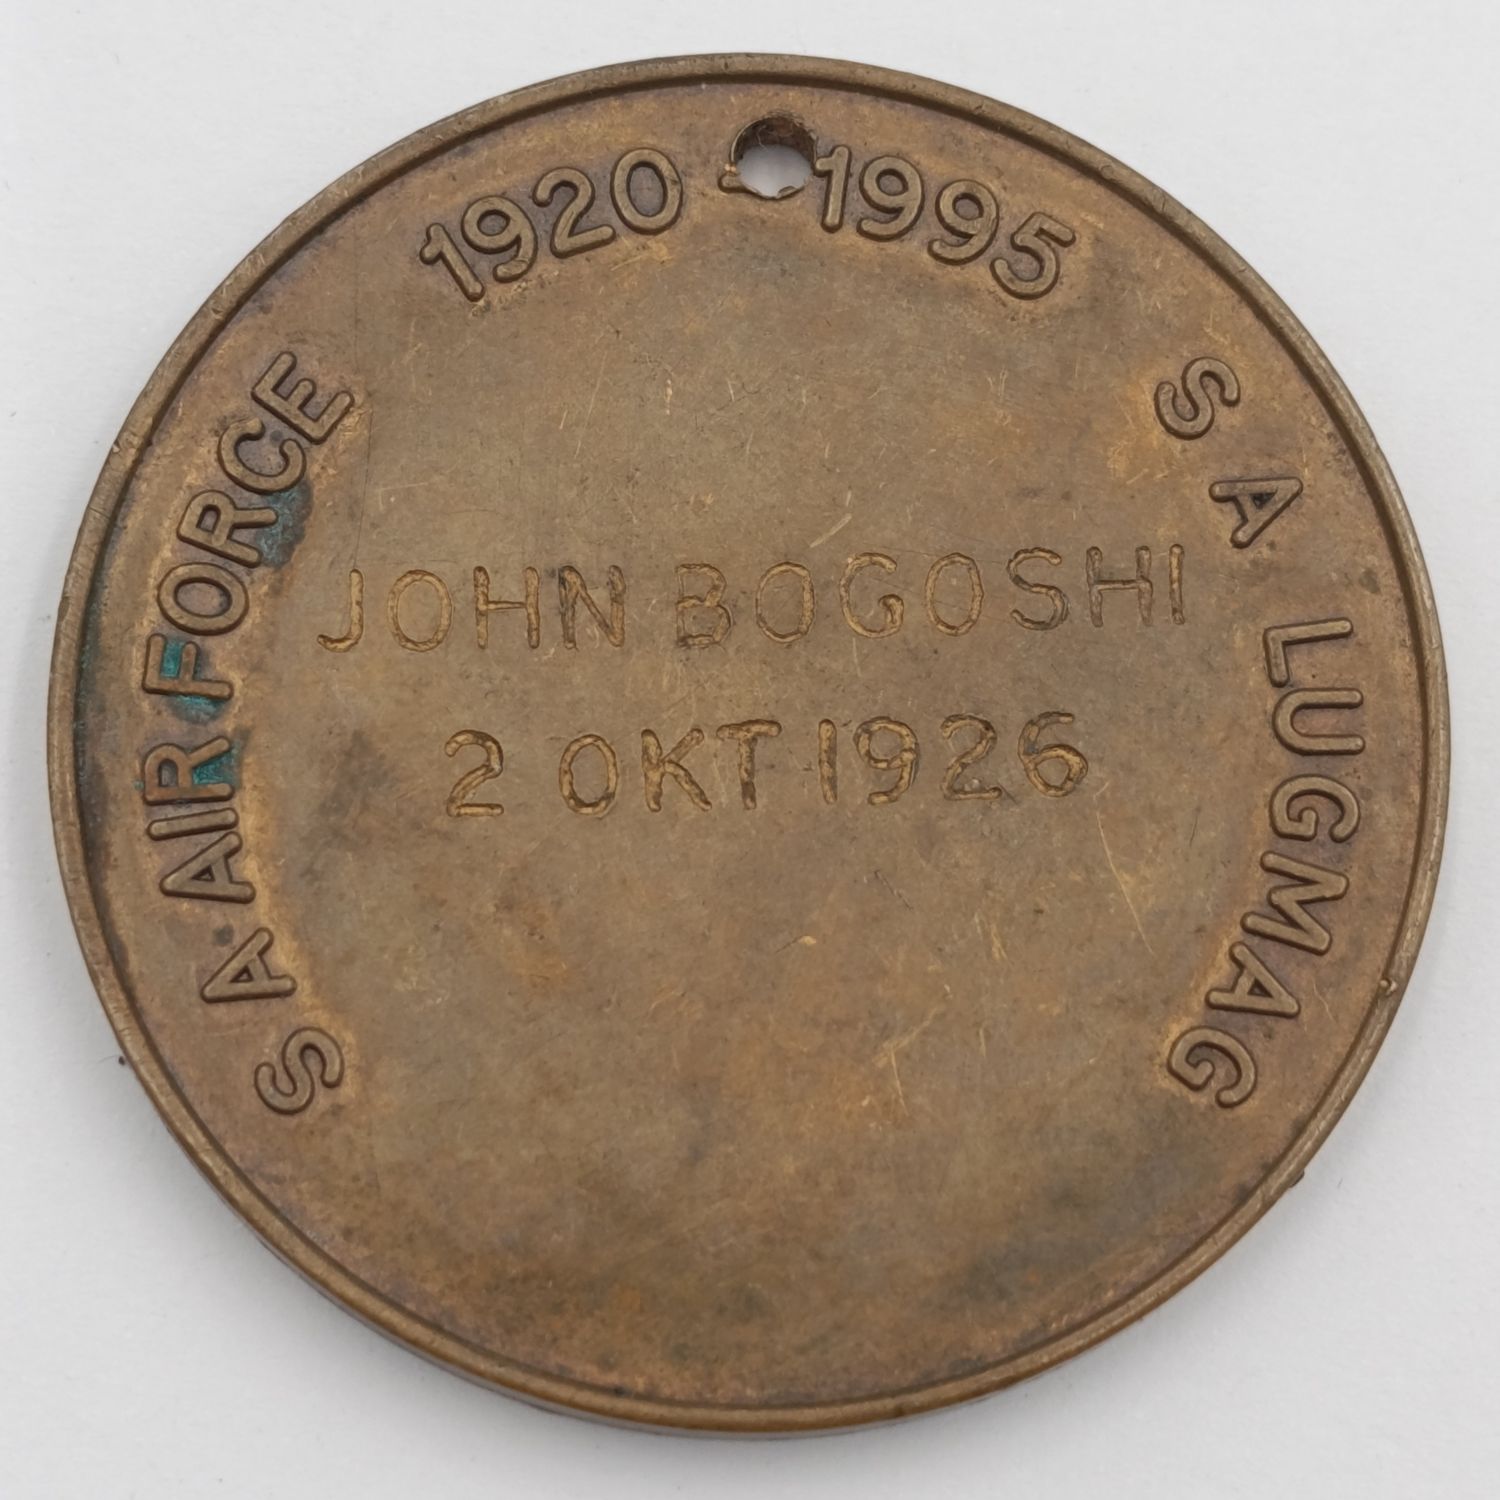 1920 - 1995
S A AIR FORCE
S A LUGMAG
JOHN BOGOSHI
2 OKT 1926